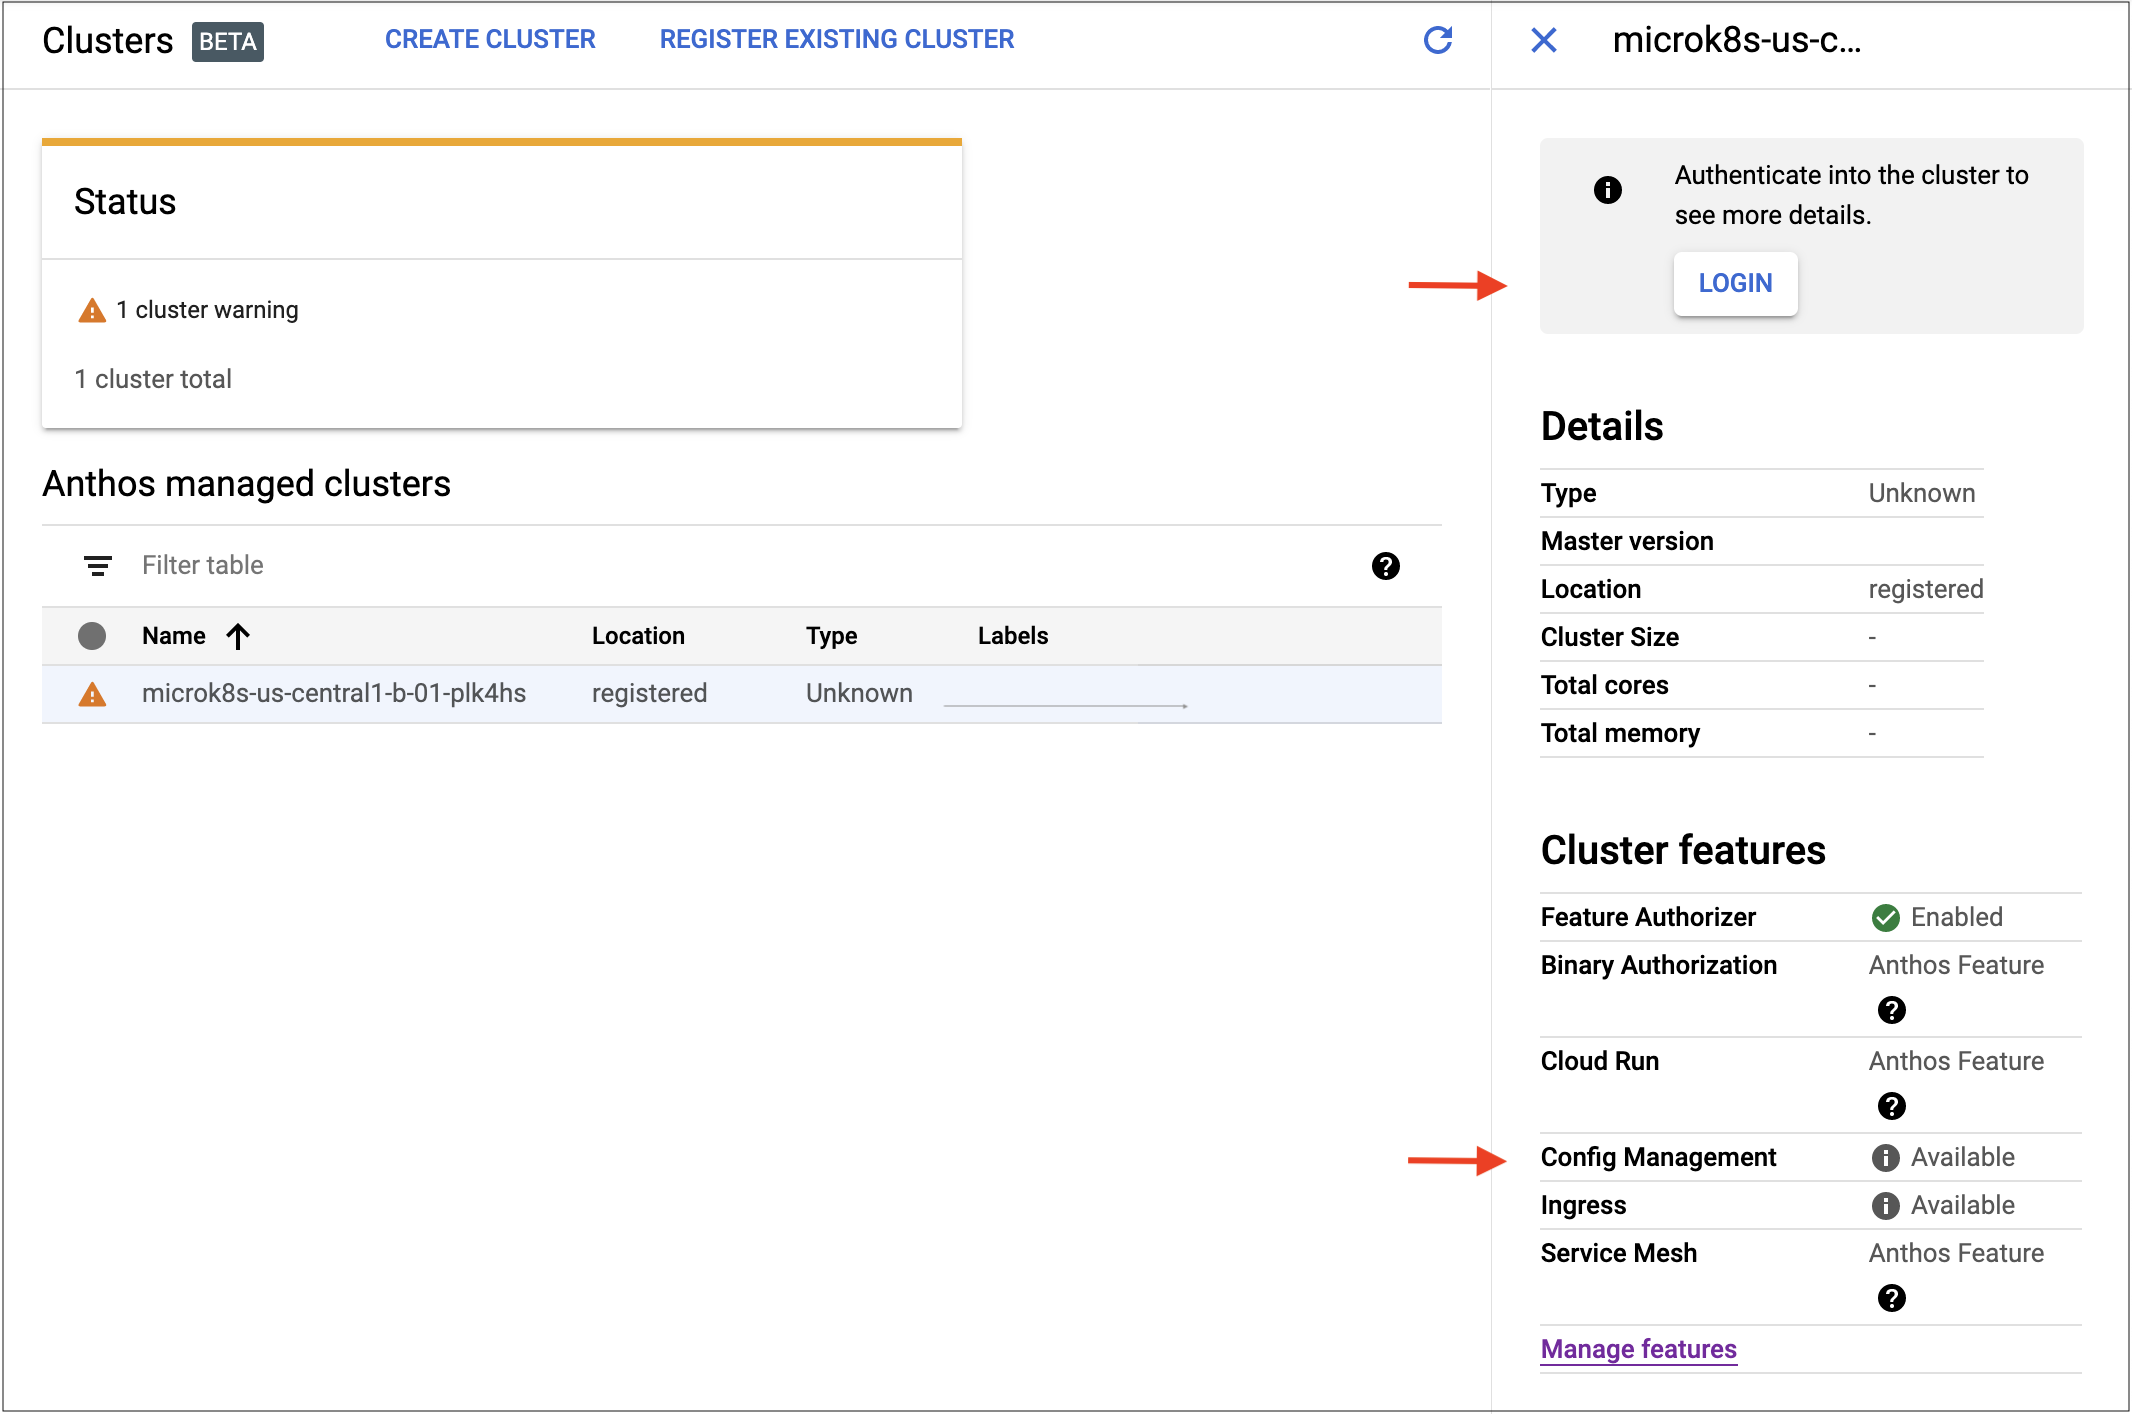 Clusters BETA CREATE CLUSTER REGISTER EXISTING CLUSTER
Status
1 cluster warning
1 cluster total
Anthos managed clusters
Filter table
Name Location Type Labels
microk8s-us-central1-b-01-plk4hs registered Unknown
microk8s-us-c...
Authenticate into the cluster to
see more details.
LOGIN
Details
Type Unknown
Master version
Location registered
Cluster Size -
Total cores -
Total memory -
Cluster features
Feature Authorizer Enabled
Binary Authorization Anthos Feature
Cloud Run Anthos Feature
Config Management Available
Ingress Available
Service Mesh Anthos Feature
Manage features